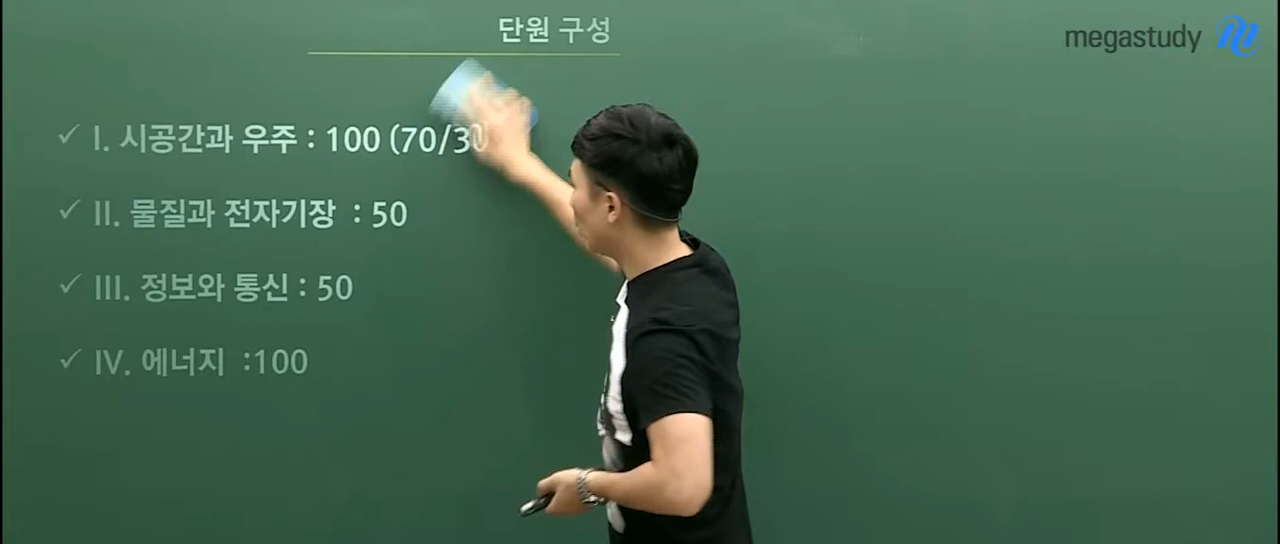 단원 구성
megastudy
✓ I. 시공간과 우주 : 100 (70/30
✓ II. 물질과 전자기장 : 50
✓ III. 정보와 통신 : 50
✓ IV. 에너지 :100